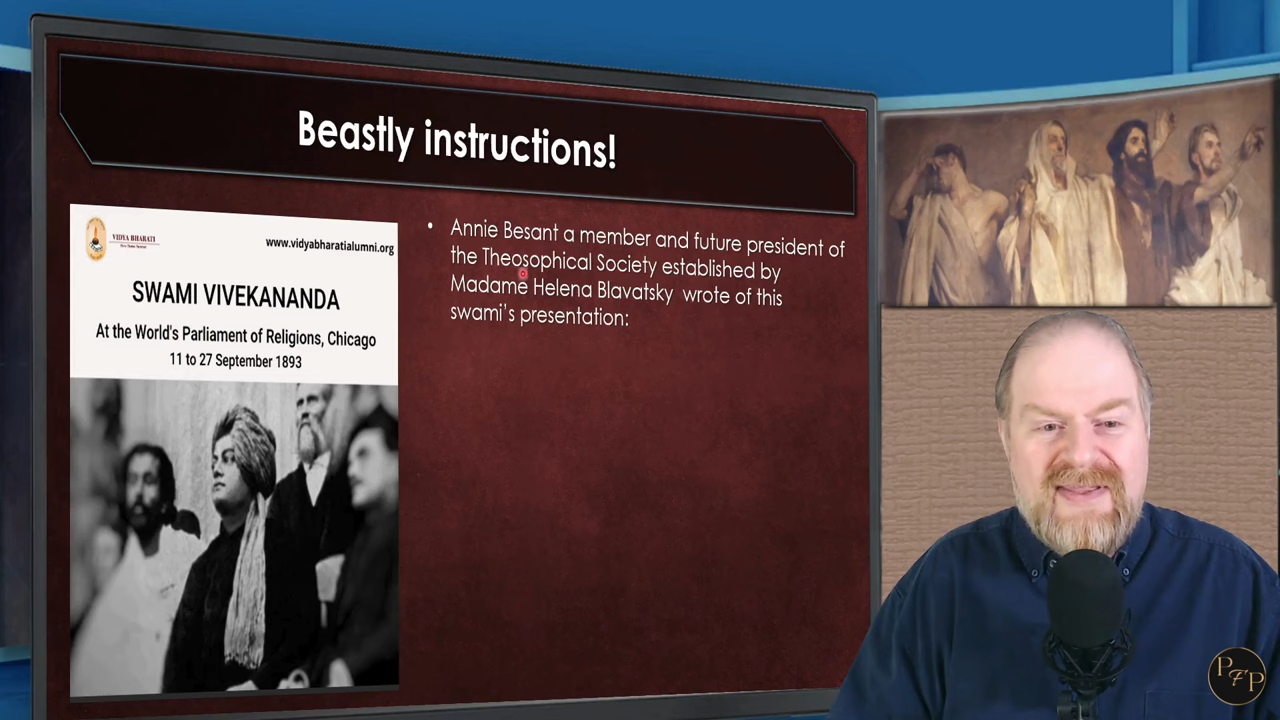 Beastly instructions!
VIDYA BHARATI
www.vidyabharatialumni.org
SWAMI VIVEKANANDA
At the World's Parliament of Religions, Chicago
11 to 27 September 1893
• Annie Besant a member and future president of
the Theosophical Society established by
Madame Helena Blavatsky wrote of this
swami's presentation:
PFP